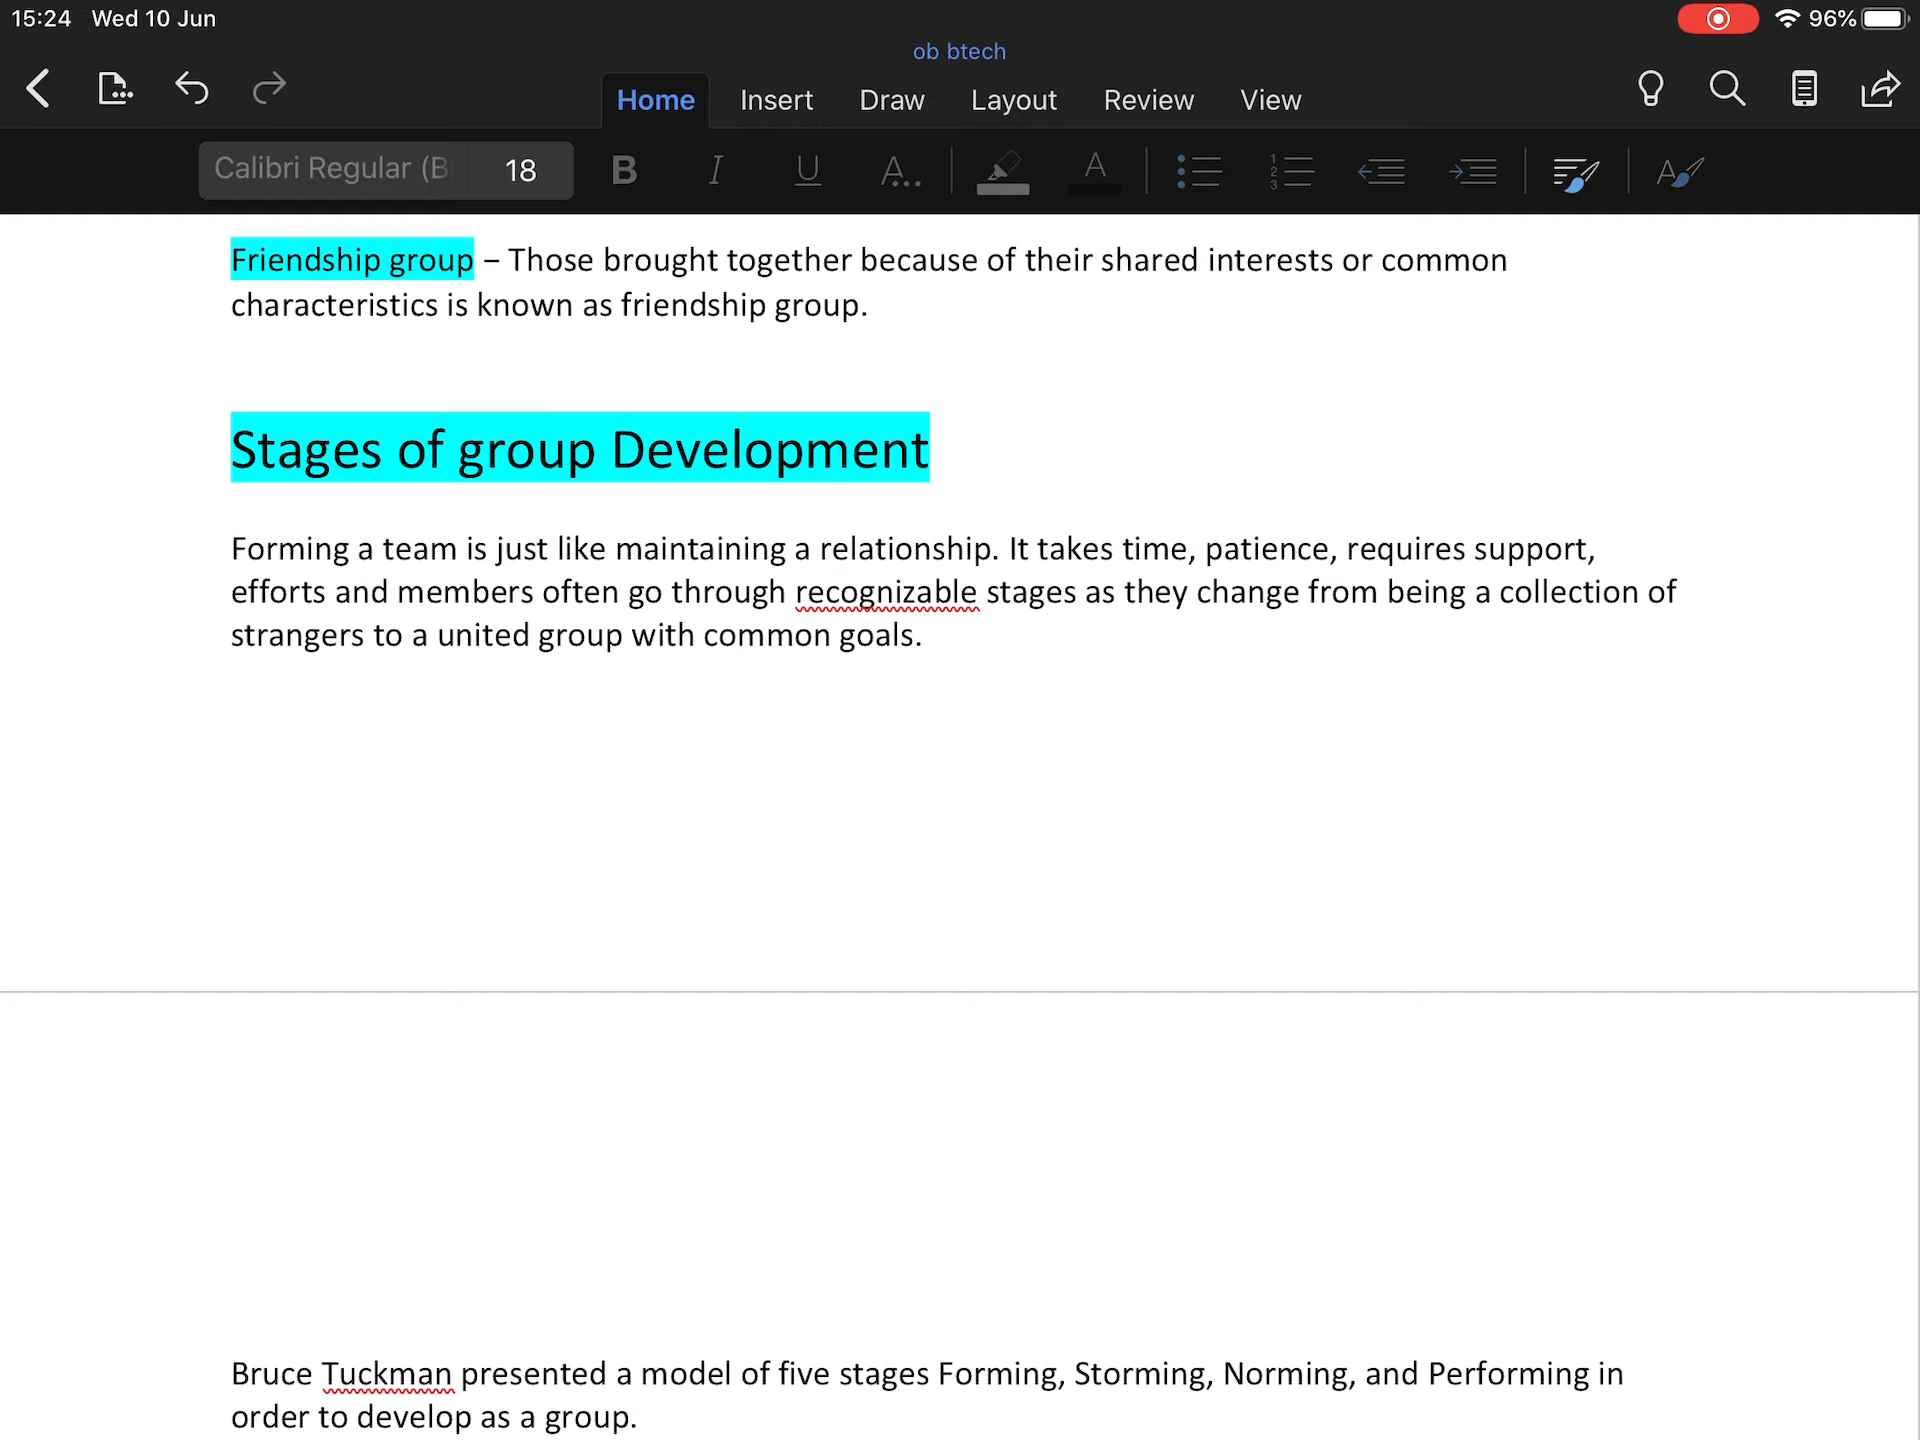 15:24 Wed 10 Jun
96%
ob btech
Home Insert Draw Layout Review View
Calibri Regular (B 18 B I U A... A
Friendship group – Those brought together because of their shared interests or common
characteristics is known as friendship group.
Stages of group Development
Forming a team is just like maintaining a relationship. It takes time, patience, requires support,
efforts and members often go through recognizable stages as they change from being a collection of
strangers to a united group with common goals.
Bruce Tuckman presented a model of five stages Forming, Storming, Norming, and Performing in
order to develop as a group.